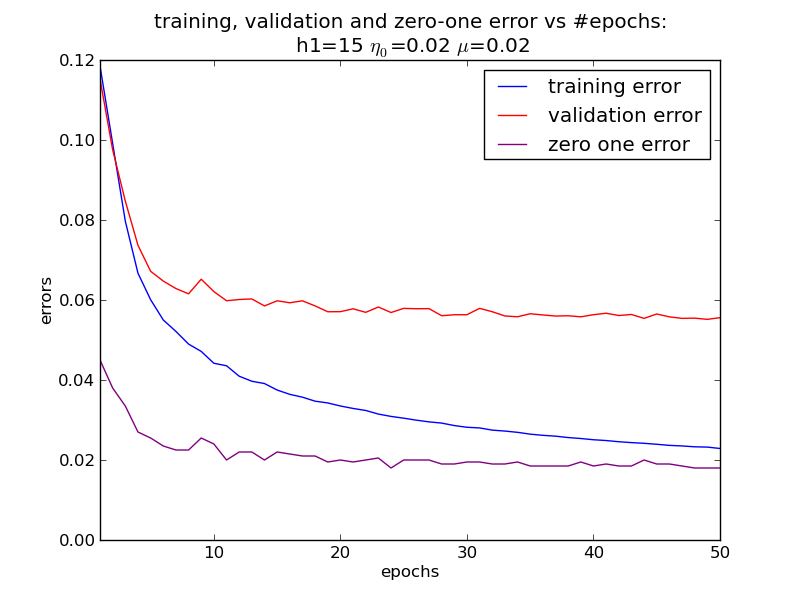 training, validation and zero-one error vs #epochs:
h1=15 η₀=0.02 μ=0.02
training error
validation error
zero one error
0.12
0.10
0.08
0.06
0.04
0.02
0.00
errors
10
20
30
40
50
epochs